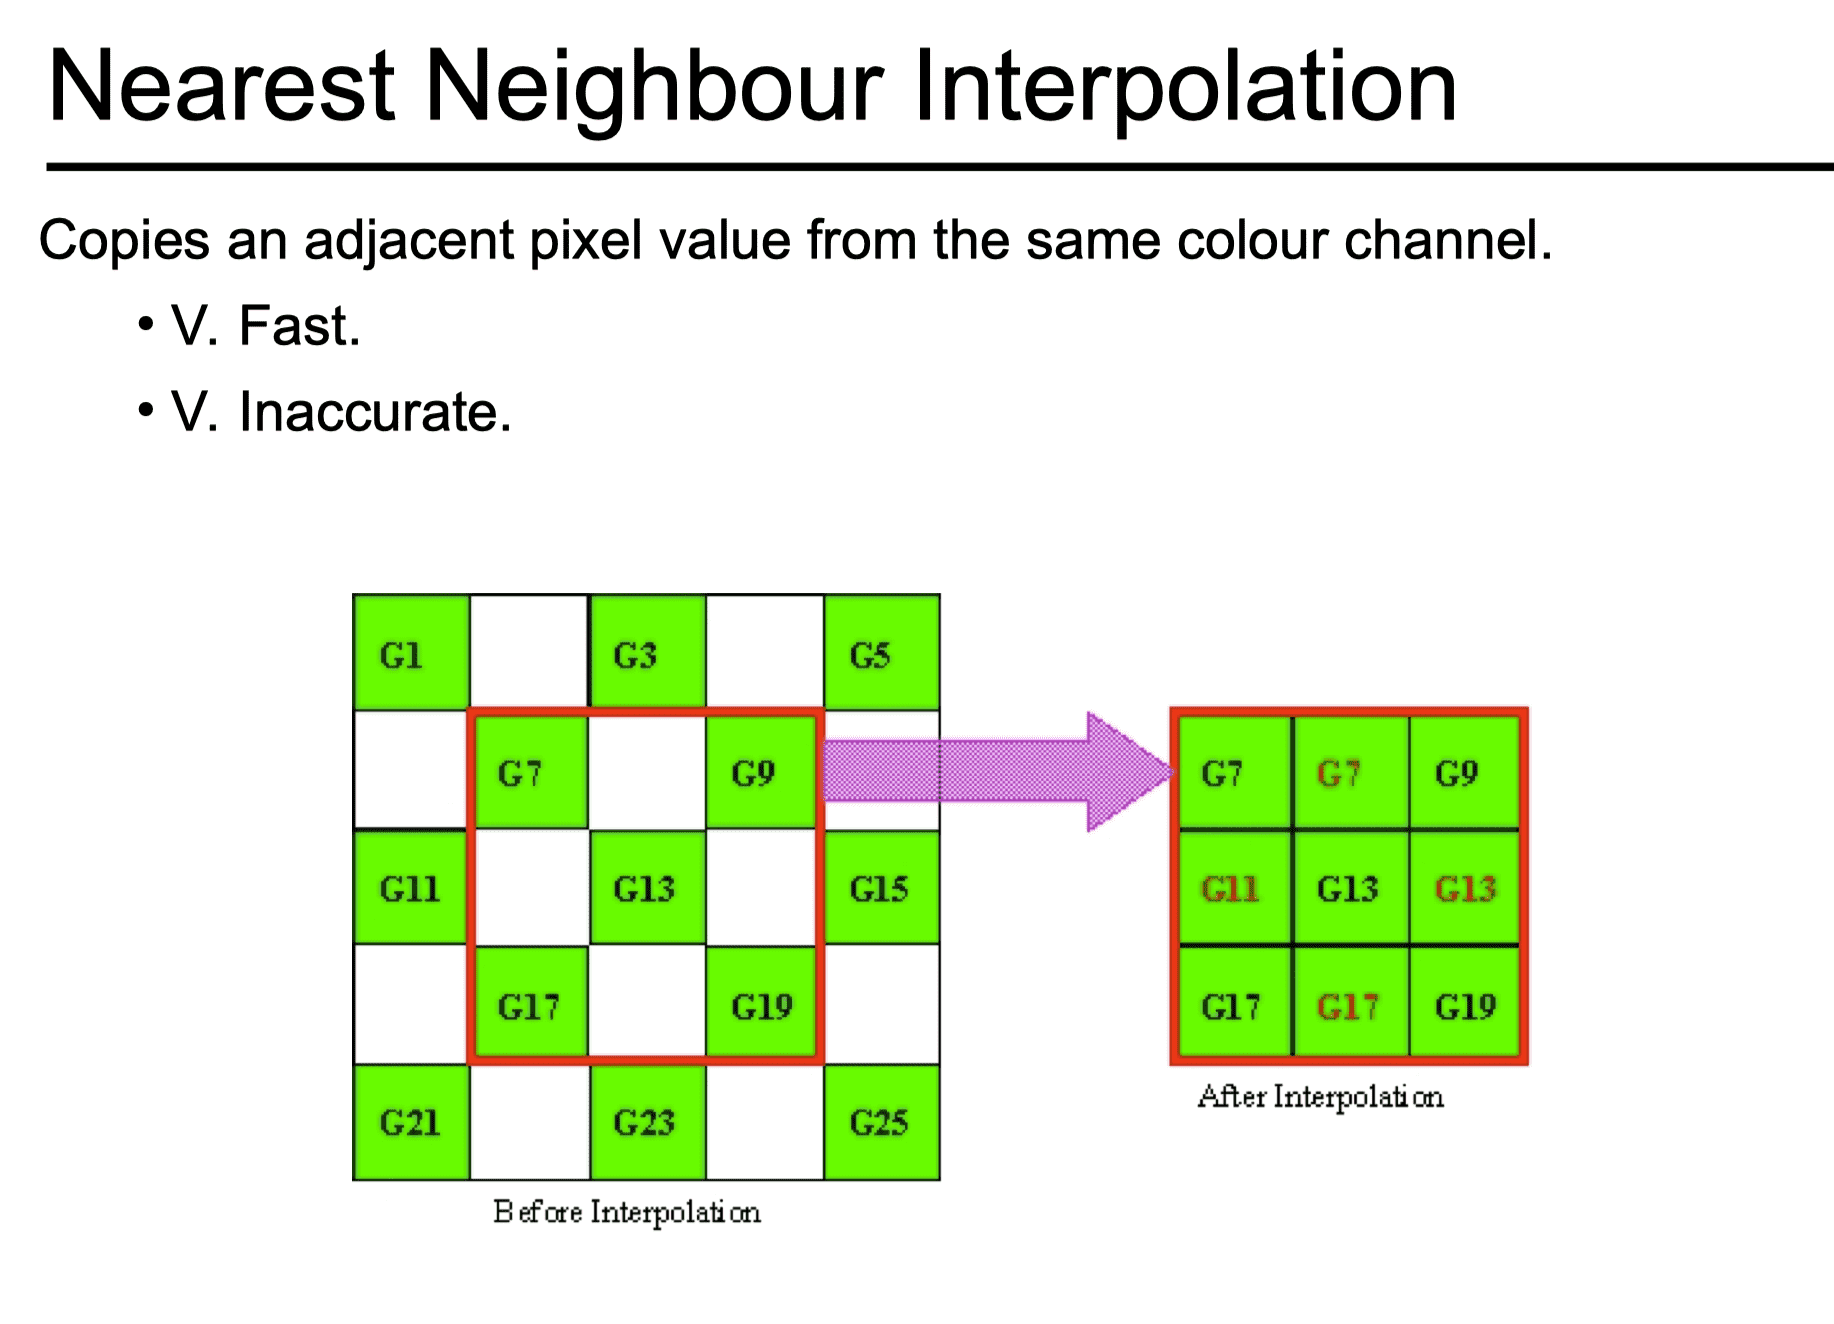 Nearest Neighbour Interpolation
Copies an adjacent pixel value from the same colour channel.
• V. Fast.
• V. Inaccurate.
G1 G3 G5
G7 G9
G11 G13 G15
G17 G19
G21 G23 G25
Before Interpolation
G7 G7 G9
G11 G13 G13
G17 G17 G19
After Interpolation